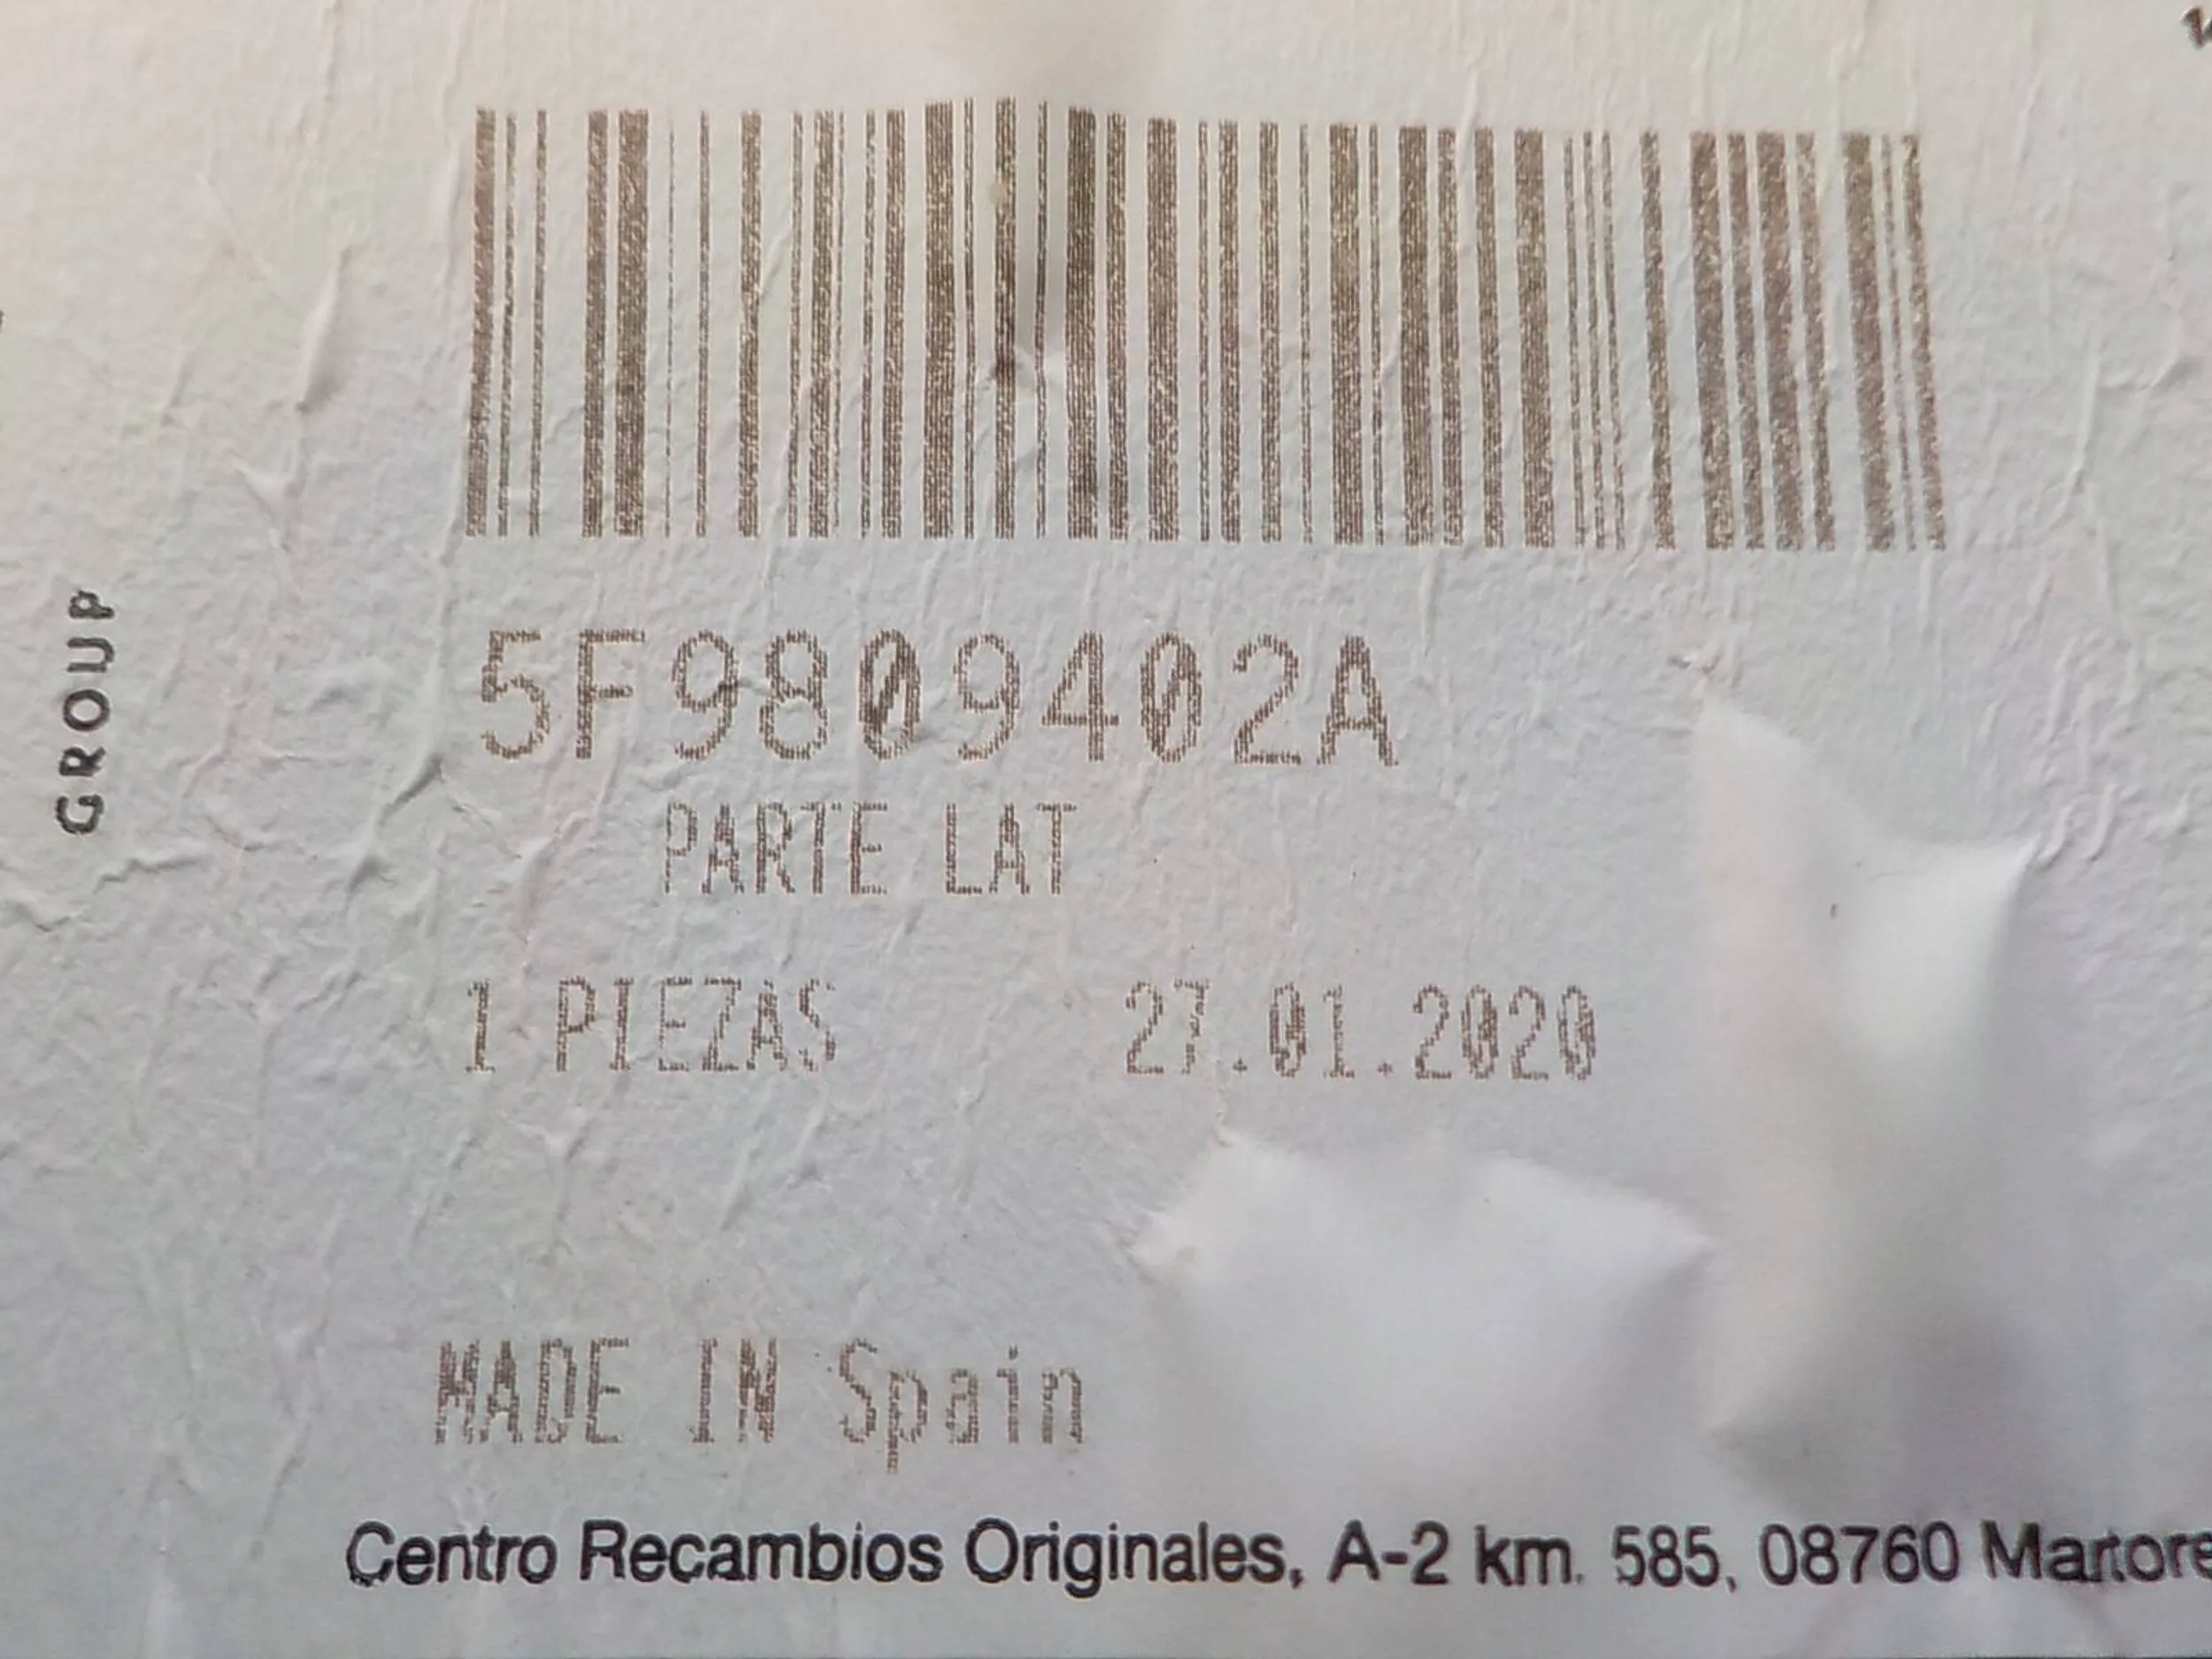 GROUP
5F9809402A
PARTE LAT
1 PIEZAS 27.01.2020
MADE IN Spain
Centro Recambios Originales, A-2 km. 585, 08760 Martore